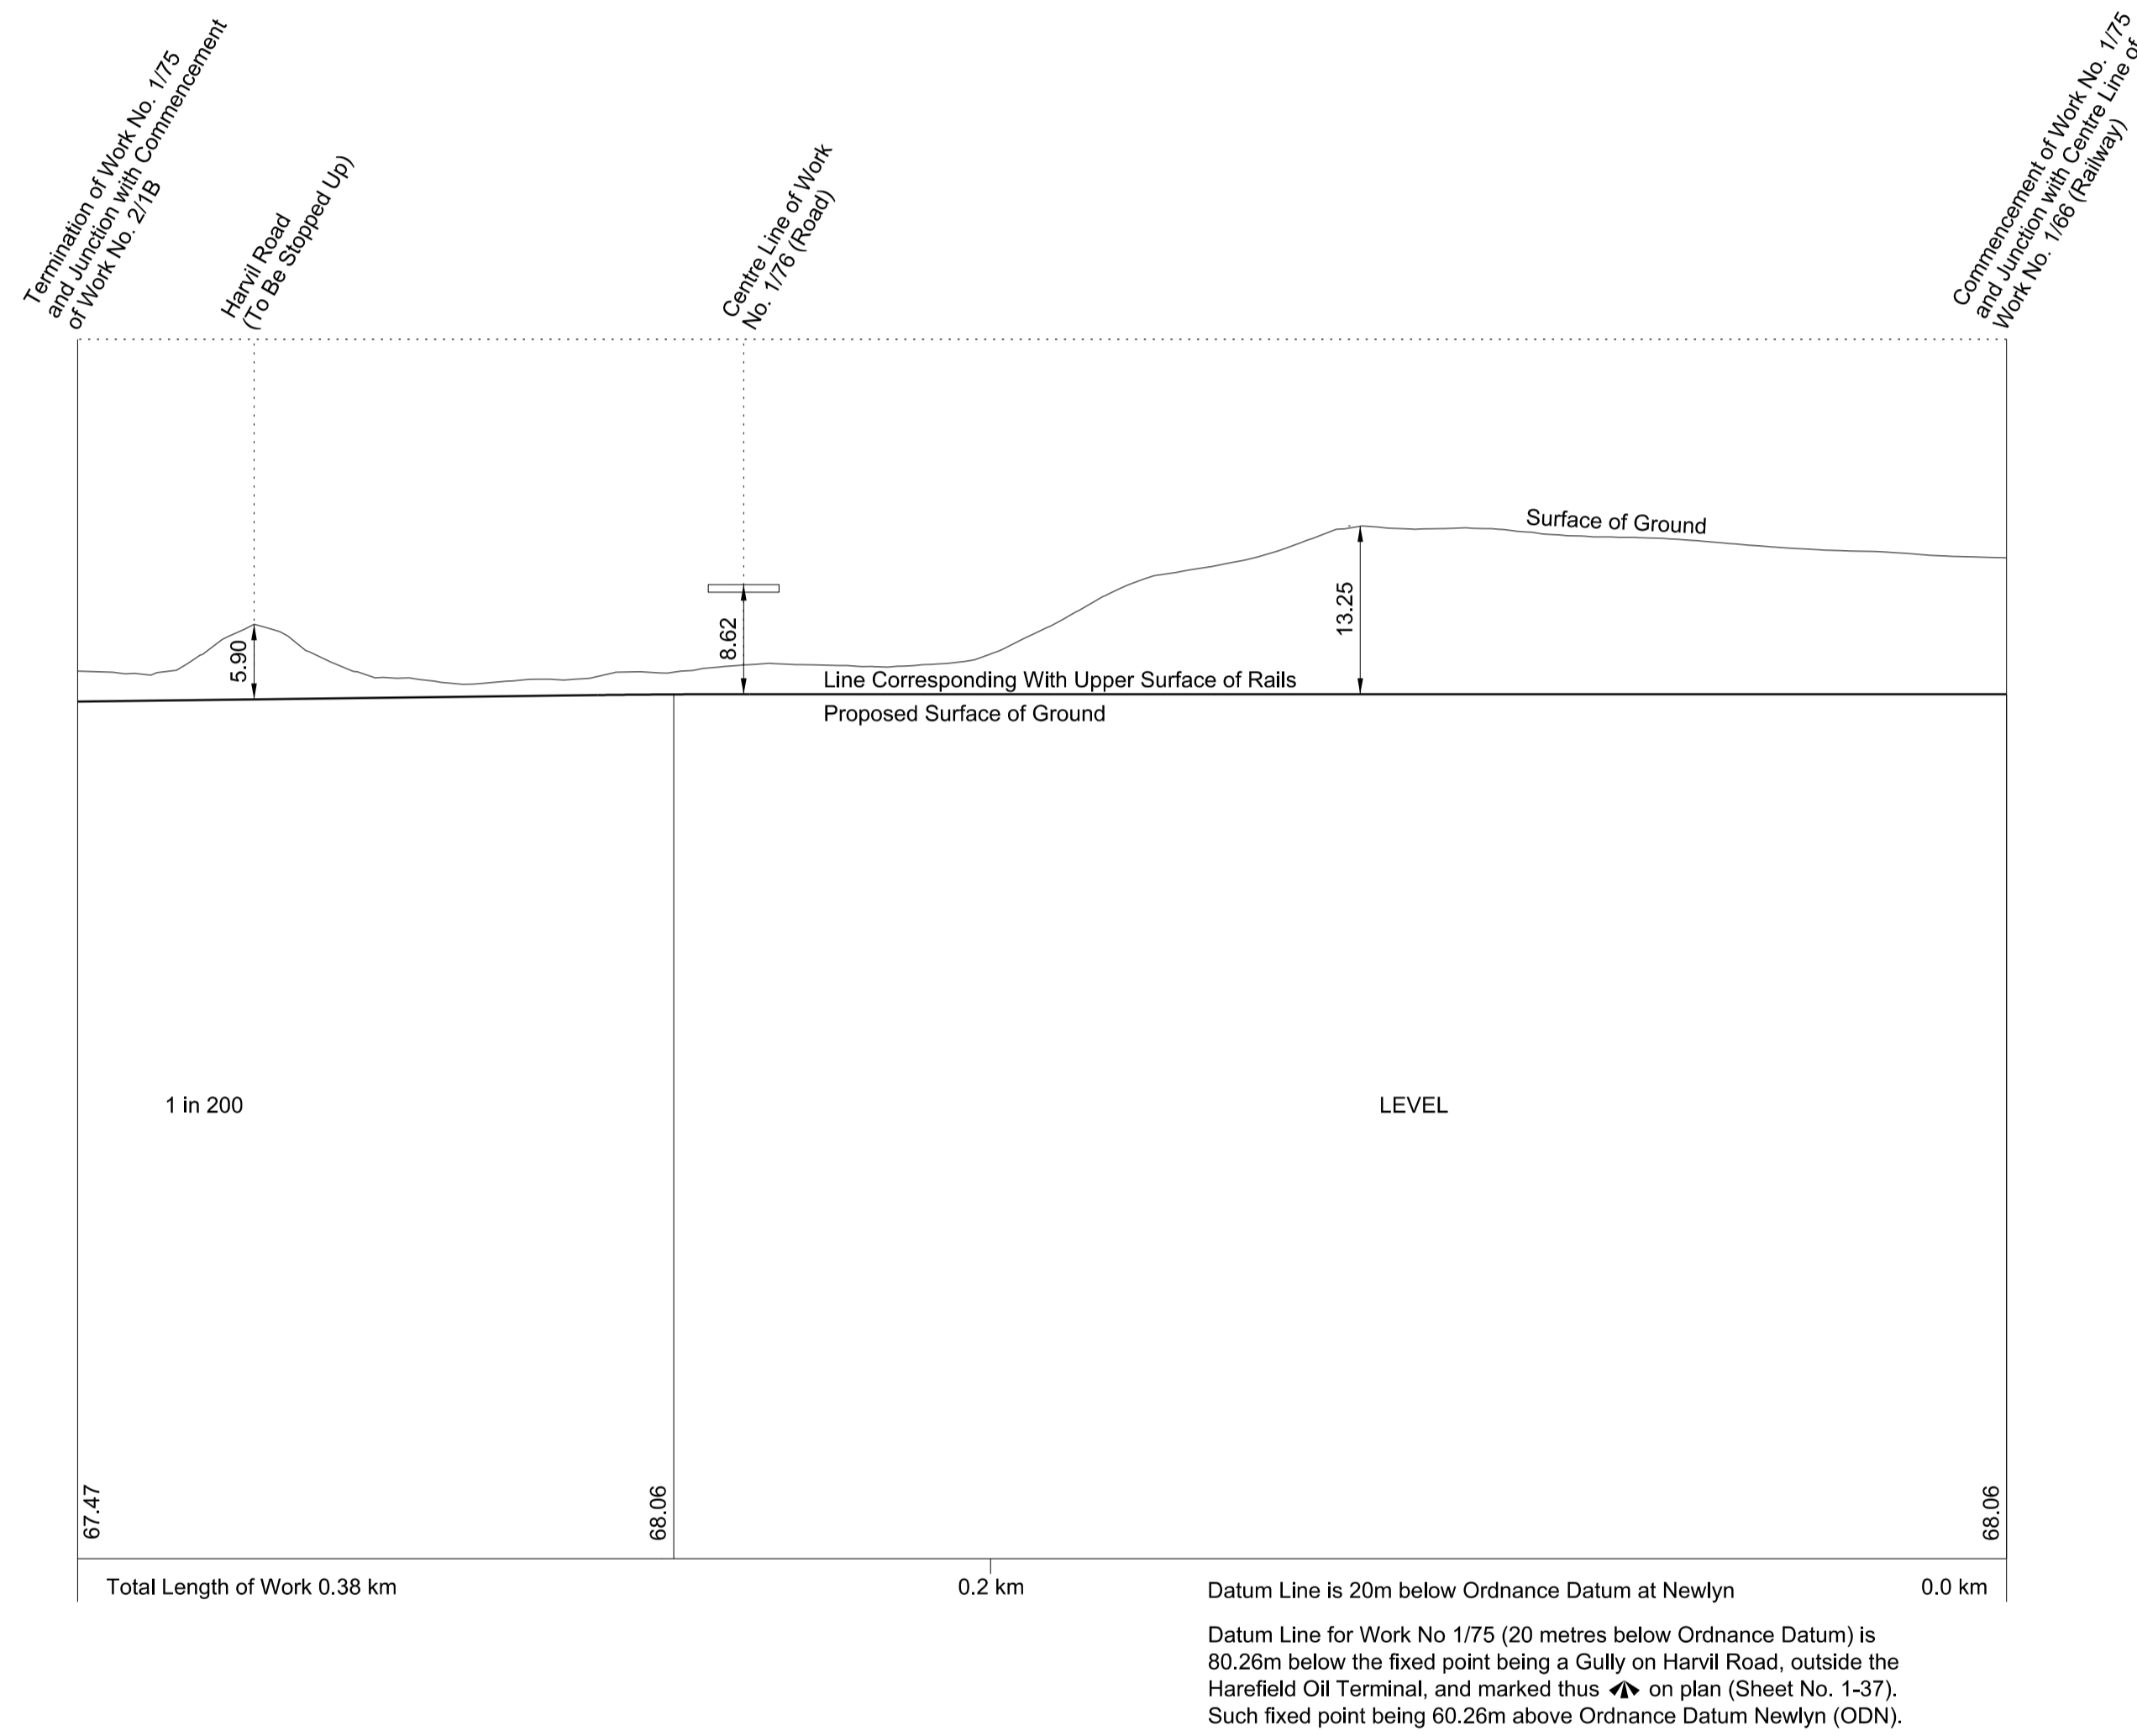 Termination of Work No. 1/75
and Junction with Commencement
of Work No. 2/1B
Harvil Road
(To Be Stopped Up)
Centre Line of Work
No. 1/76 (Road)
Commencement of Work No. 1/75
and Junction with Centre Line of
Work No. 1/66 (Railway)
Surface of Ground
5.90
8.62
13.25
Line Corresponding With Upper Surface of Rails
Proposed Surface of Ground
1 in 200
LEVEL
67.47
68.06
68.06
Total Length of Work 0.38 km
0.2 km
0.0 km
Datum Line is 20m below Ordnance Datum at Newlyn
Datum Line for Work No 1/75 (20 metres below Ordnance Datum) is
80.26m below the fixed point being a Gully on Harvil Road, outside the
Harefield Oil Terminal, and marked thus on plan (Sheet No. 1-37).
Such fixed point being 60.26m above Ordnance Datum Newlyn (ODN).